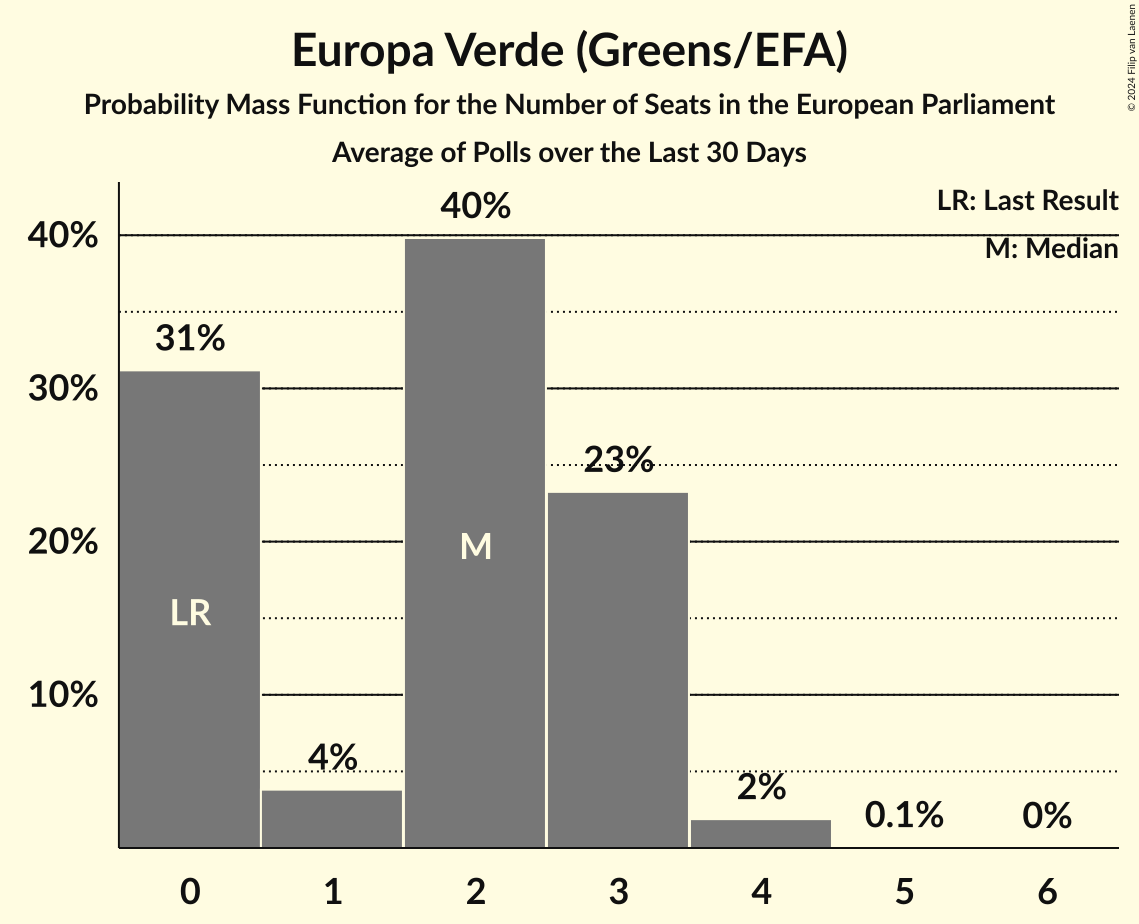 Europa Verde (Greens/EFA)
Probability Mass Function for the Number of Seats in the European Parliament
Average of Polls over the Last 30 Days
© 2024 Filip van Laenen
LR: Last Result
M: Median
40%
30%
20%
10%
31%
4%
40%
23%
2%
0.1%
0%
LR
M
0 1 2 3 4 5 6